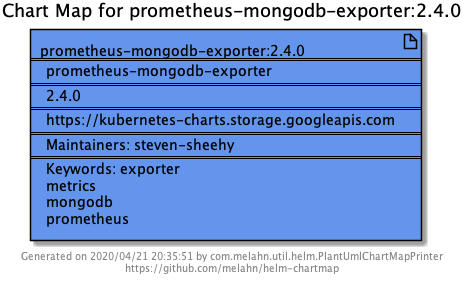 Chart Map for prometheus-mongodb-exporter:2.4.0
prometheus-mongodb-exporter:2.4.0
prometheus-mongodb-exporter
2.4.0
https://kubernetes-charts.storage.googleapis.com
Maintainers: steven-sheehy
Keywords: exporter
metrics
mongodb
prometheus
Generated on 2020/04/21 20:35:51 by com.melahn.util.helm.PlantUmlChartMapPrinter
https://github.com/melahn/helm-chartmap